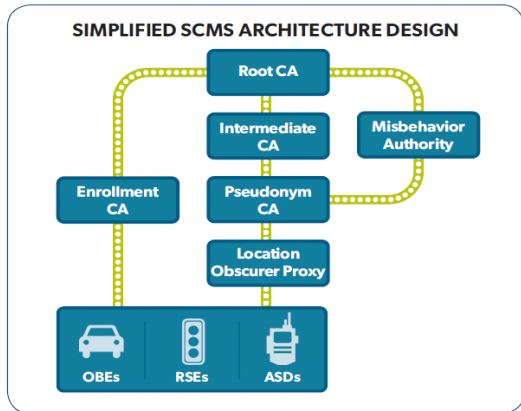 SIMPLIFIED SCMS ARCHITECTURE DESIGN
Root CA
Intermediate
CA
Misbehavior
Authority
Enrollment
CA
Pseudonym
CA
Location
Obscurer Proxy
OBEs
RSEs
ASDs